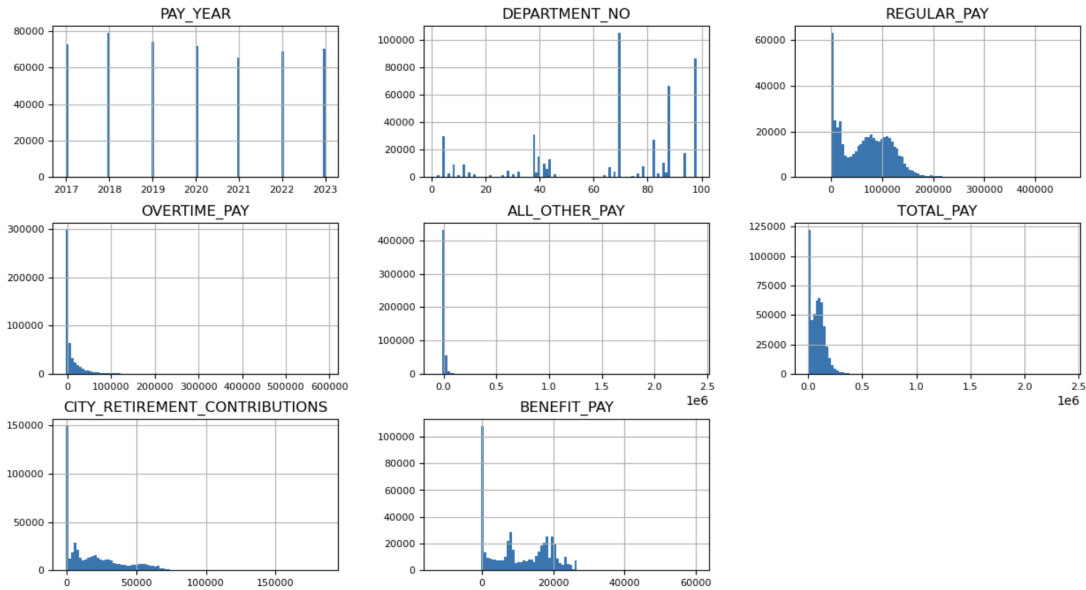 PAY_YEAR
80000
60000
40000
20000
0
2017 2018 2019 2020 2021 2022 2023
DEPARTMENT_NO
100000
80000
60000
40000
20000
0
0 20 40 60 80 100
REGULAR_PAY
60000
40000
20000
0
0 100000 200000 300000 400000
OVERTIME_PAY
300000
200000
100000
0
0 100000 200000 300000 400000 500000 600000
ALL_OTHER_PAY
400000
300000
200000
100000
0
0.0 0.5 1.0 1.5 2.0 2.5
1e6
TOTAL_PAY
125000
100000
75000
50000
25000
0
0.0 0.5 1.0 1.5 2.0 2.5
1e6
CITY_RETIREMENT_CONTRIBUTIONS
150000
100000
50000
0
0 50000 100000 150000
BENEFIT_PAY
100000
80000
60000
40000
20000
0
0 20000 40000 60000